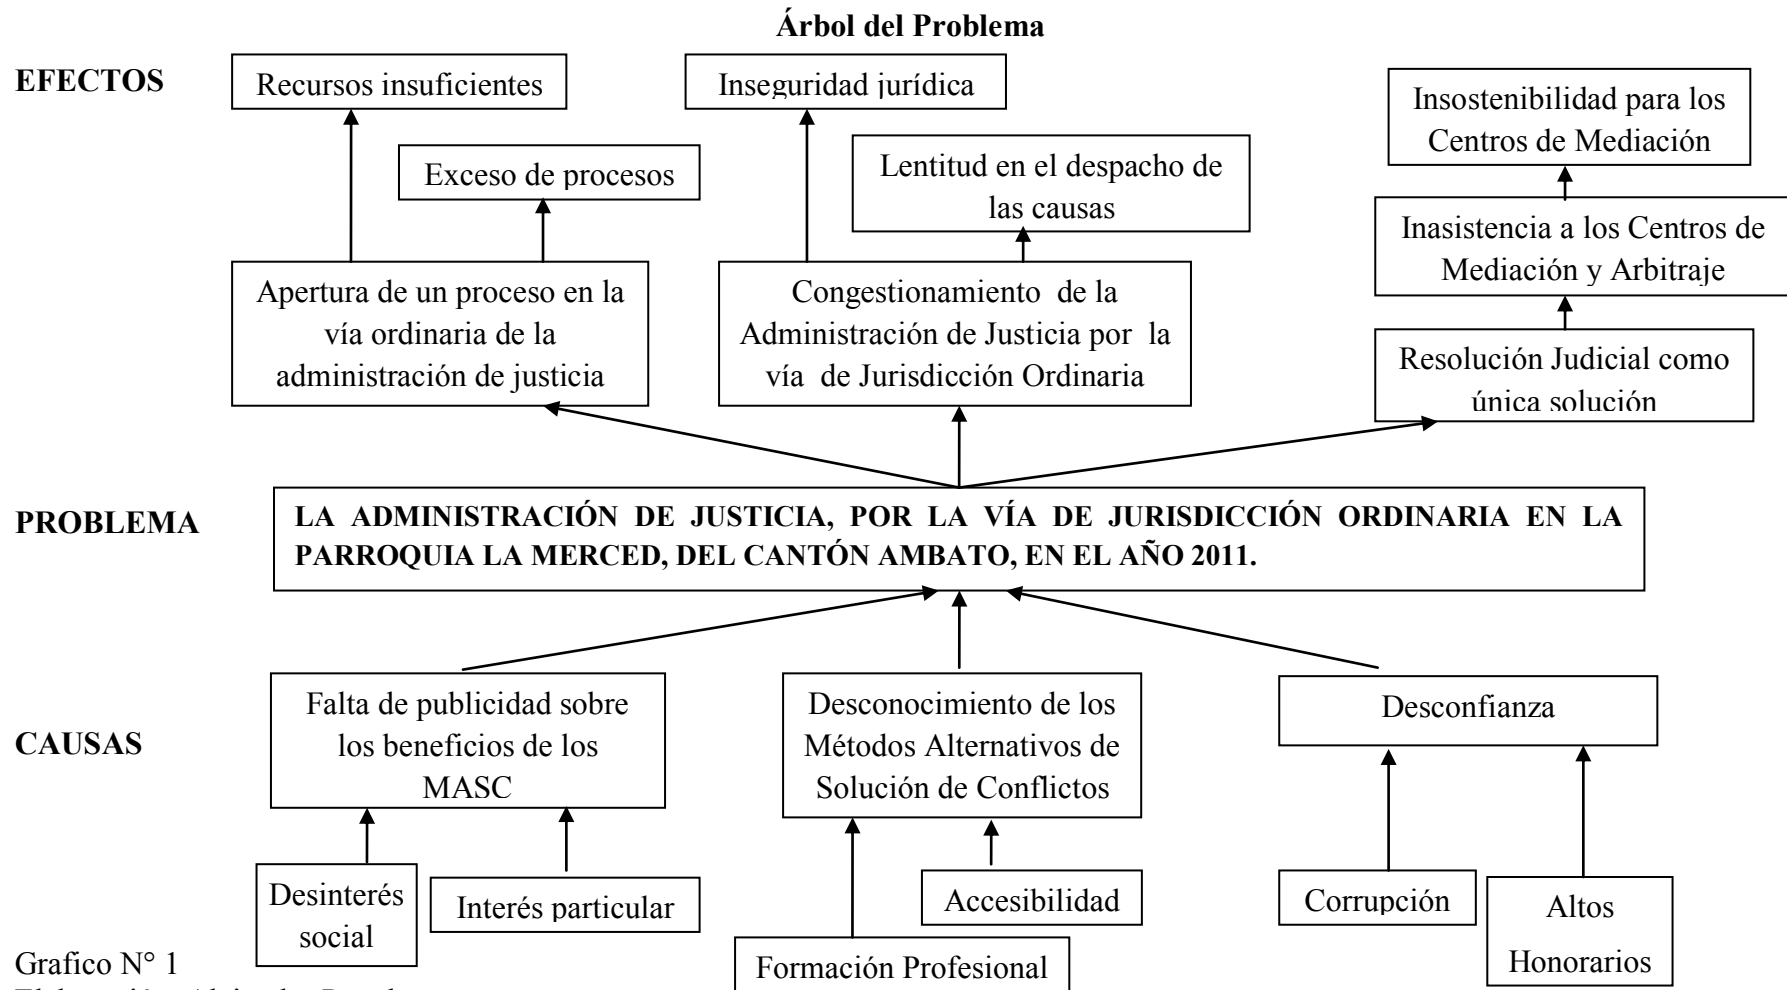 Árbol del Problema
EFECTOS
Recursos insuficientes
Inseguridad jurídica
Insostenibilidad para los
Centros de Mediación
Exceso de procesos
Lentitud en el despacho de
las causas
Inasistencia a los Centros de
Mediación y Arbitraje
Apertura de un proceso en la
vía ordinaria de la
administración de justicia
Congestionamiento de la
Administración de Justicia por la
vía de Jurisdicción Ordinaria
Resolución Judicial como
única solución
PROBLEMA
LA ADMINISTRACIÓN DE JUSTICIA, POR LA VÍA DE JURISDICCIÓN ORDINARIA EN LA
PARROQUIA LA MERCED, DEL CANTÓN AMBATO, EN EL AÑO 2011.
CAUSAS
Falta de publicidad sobre
los beneficios de los
MASC
Desconocimiento de los
Métodos Alternativos de
Solución de Conflictos
Desconfianza
Desinterés
social
Interés particular
Accesibilidad
Formación Profesional
Corrupción
Altos
Honorarios
Grafico N° 1